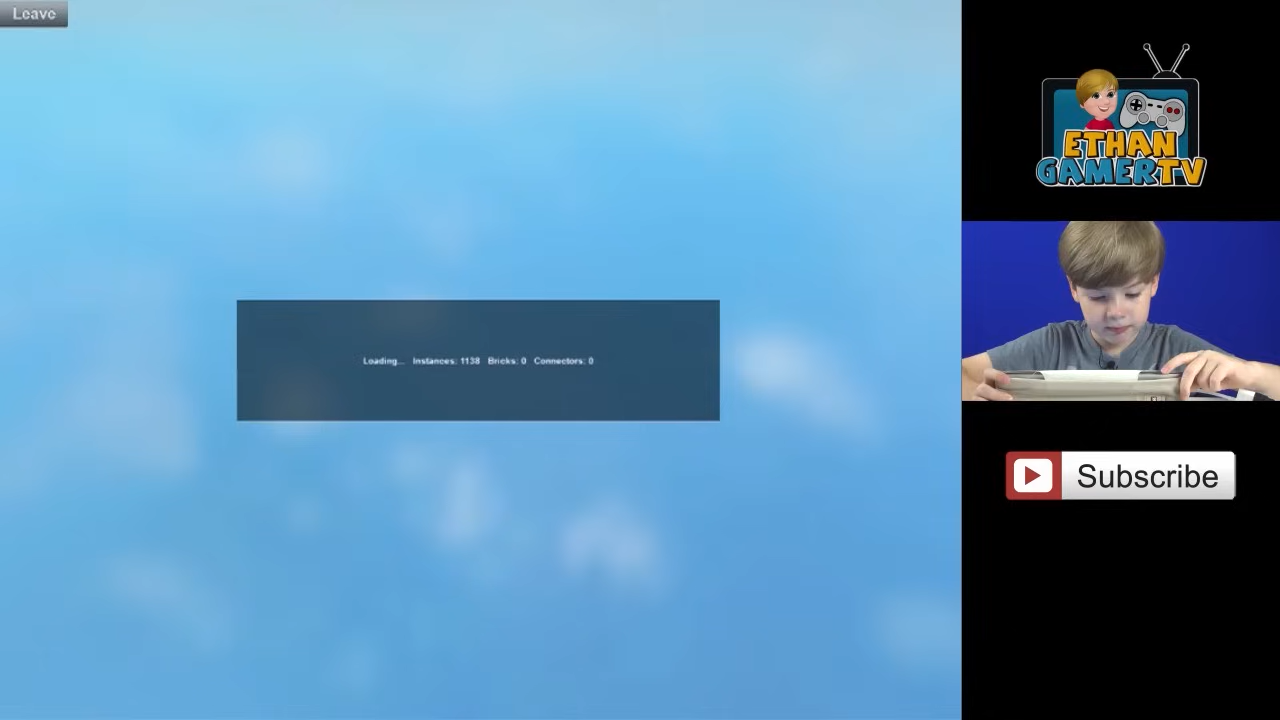 Leave
Loading... Instances: 1138 Bricks: 0 Connectors: 0
ETHAN
GAMERTV
Subscribe